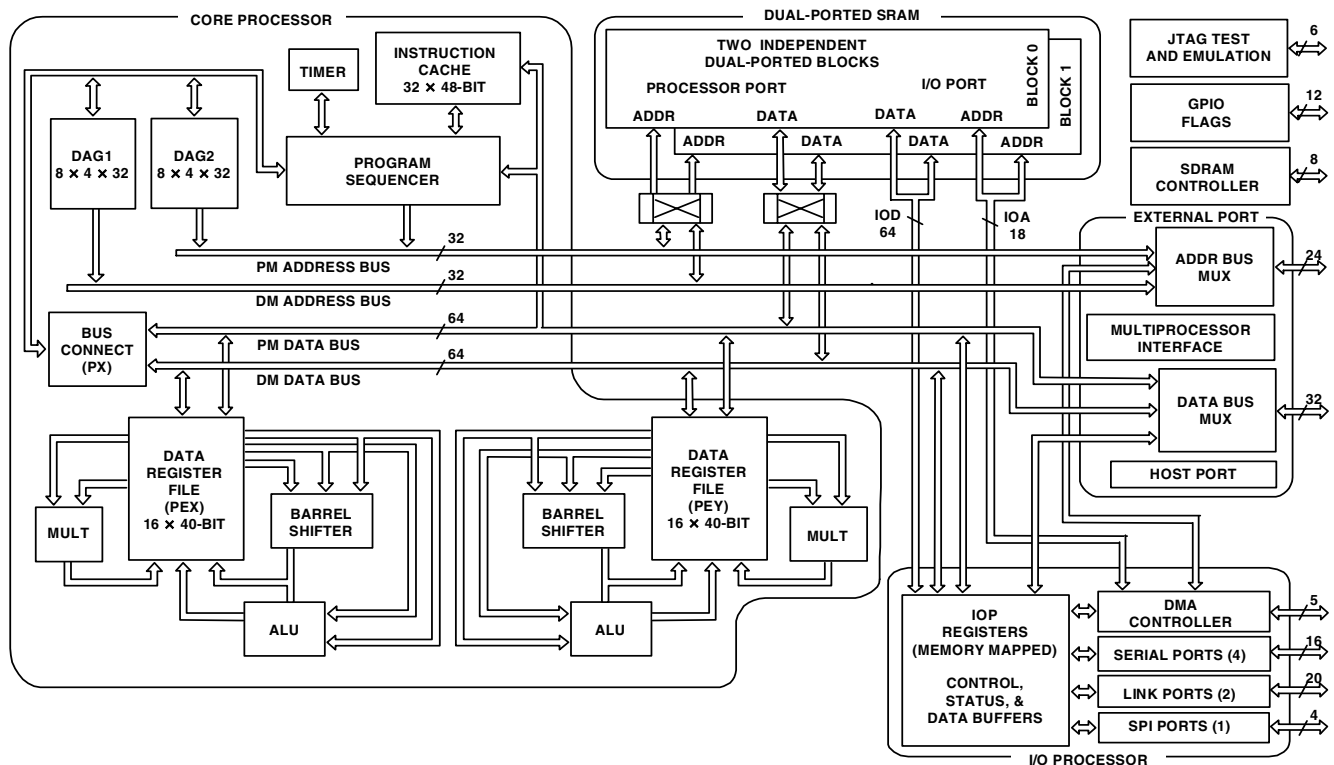 CORE PROCESSOR
TIMER
INSTRUCTION
CACHE
32 × 48-BIT
DAG1
8 × 4 × 32
DAG2
8 × 4 × 32
PROGRAM
SEQUENCER
DUAL-PORTED SRAM
TWO INDEPENDENT
DUAL-PORTED BLOCKS
PROCESSOR PORT
I/O PORT
BLOCK 0
BLOCK 1
ADDR
DATA
DATA
ADDR
ADDR
DATA
DATA
ADDR
JTAG TEST
AND EMULATION
6
GPIO
FLAGS
12
SDRAM
CONTROLLER
8
IOD
64
IOA
18
EXTERNAL PORT
ADDR BUS
MUX
24
MULTIPROCESSOR
INTERFACE
DATA BUS
MUX
32
HOST PORT
32
PM ADDRESS BUS
32
DM ADDRESS BUS
BUS
CONNECT
(PX)
64
PM DATA BUS
64
DM DATA BUS
MULT
DATA
REGISTER
FILE
(PEX)
16 × 40-BIT
BARREL
SHIFTER
ALU
BARREL
SHIFTER
DATA
REGISTER
FILE
(PEY)
16 × 40-BIT
MULT
ALU
IOP
REGISTERS
(MEMORY MAPPED)
CONTROL,
STATUS, &
DATA BUFFERS
DMA
CONTROLLER
5
SERIAL PORTS (4)
16
LINK PORTS (2)
20
SPI PORTS (1)
4
I/O PROCESSOR